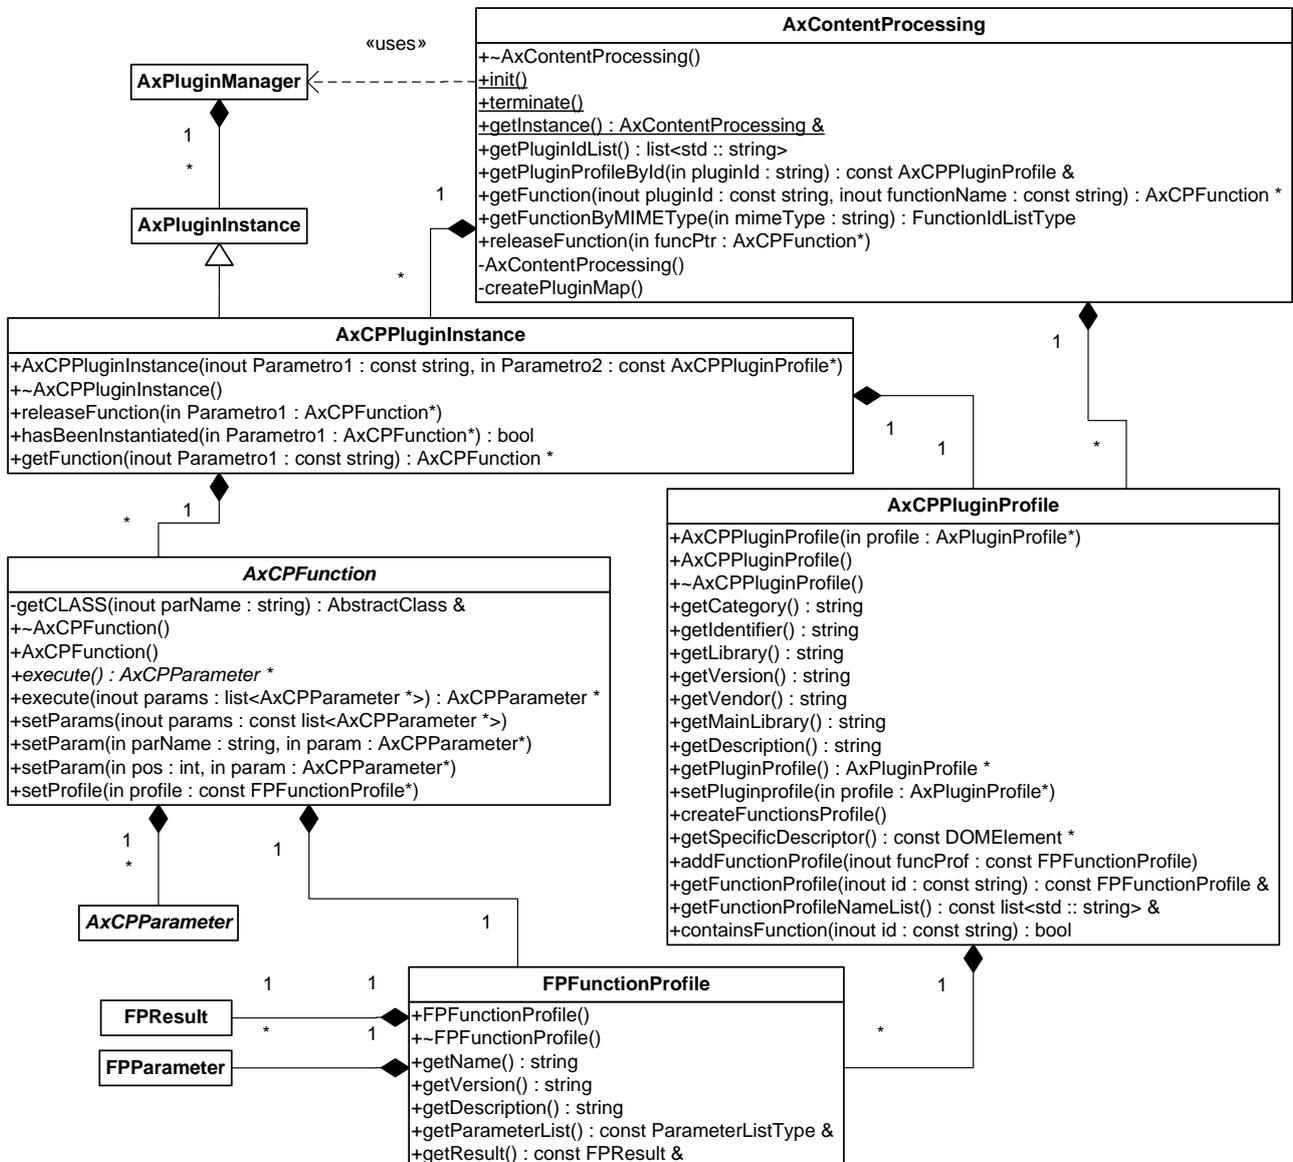 AxContentProcessing
+~AxContentProcessing()
+init()
+terminate()
+getInstance() : AxContentProcessing &
+getPluginIdList() : list<std :: string>
+getPluginProfileById(in pluginId : string) : const AxCPPluginProfile &
+getFunction(inout pluginId : const string, inout functionName : const string) : AxCPFunction *
+getFunctionByMIMEType(in mimeType : string) : FunctionIdListType
+releaseFunction(in funcPtr : AxCPFunction*)
-AxContentProcessing()
-createPluginMap()
«uses»
AxPluginManager
1
*
AxPluginInstance
1
*
AxCPPluginInstance
+AxCPPluginInstance(inout Parametro1 : const string, in Parametro2 : const AxCPPluginProfile*)
+~AxCPPluginInstance()
+releaseFunction(in Parametro1 : AxCPFunction*)
+hasBeenInstantiated(in Parametro1 : AxCPFunction*) : bool
+getFunction(inout Parametro1 : const string) : AxCPFunction *
1
*
1
1
1
*
AxCPPluginProfile
+AxCPPluginProfile(in profile : AxPluginProfile*)
+AxCPPluginProfile()
+~AxCPPluginProfile()
+getCategory() : string
+getIdentifier() : string
+getLibrary() : string
+getVersion() : string
+getVendor() : string
+getMainLibrary() : string
+getDescription() : string
+getPluginProfile() : AxPluginProfile *
+setPluginprofile(in profile : AxPluginProfile*)
+createFunctionsProfile()
+getSpecificDescriptor() : const DOMElement *
+addFunctionProfile(inout funcProf : const FPFunctionProfile)
+getFunctionProfile(inout id : const string) : const FPFunctionProfile &
+getFunctionProfileNameList() : const list<std :: string> &
+containsFunction(inout id : const string) : bool
1
*
AxCPFunction
-getCLASS(inout parName : string) : AbstractClass &
+~AxCPFunction()
+AxCPFunction()
+execute() : AxCPParameter *
+execute(inout params : list<AxCPParameter *>) : AxCPParameter *
+setParams(inout params : const list<AxCPParameter *>)
+setParam(in parName : string, in param : AxCPParameter*)
+setParam(in pos : int, in param : AxCPParameter*)
+setProfile(in profile : const FPFunctionProfile*)
1
*
1
1
AxCPParameter
FPResult
1
1
FPParameter
*
1
FPFunctionProfile
+FPFunctionProfile()
+~FPFunctionProfile()
+getName() : string
+getVersion() : string
+getDescription() : string
+getParameterList() : const ParameterListType &
+getResult() : const FPResult &